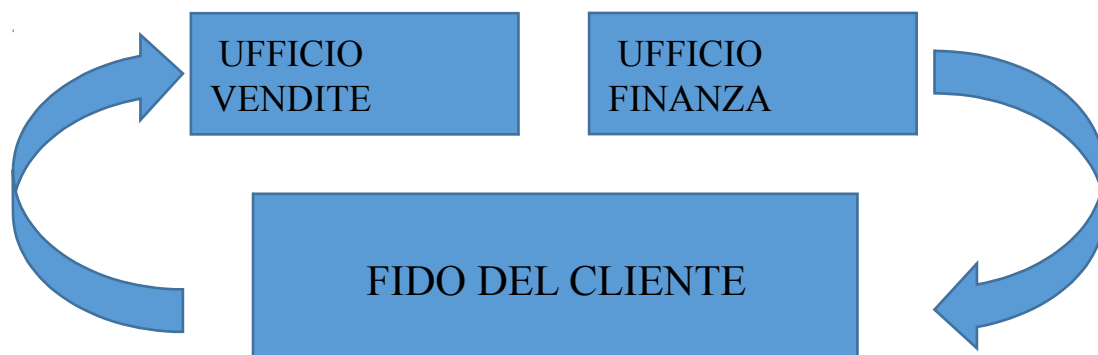 UFFICIO
VENDITE
UFFICIO
FINANZA
FIDO DEL CLIENTE